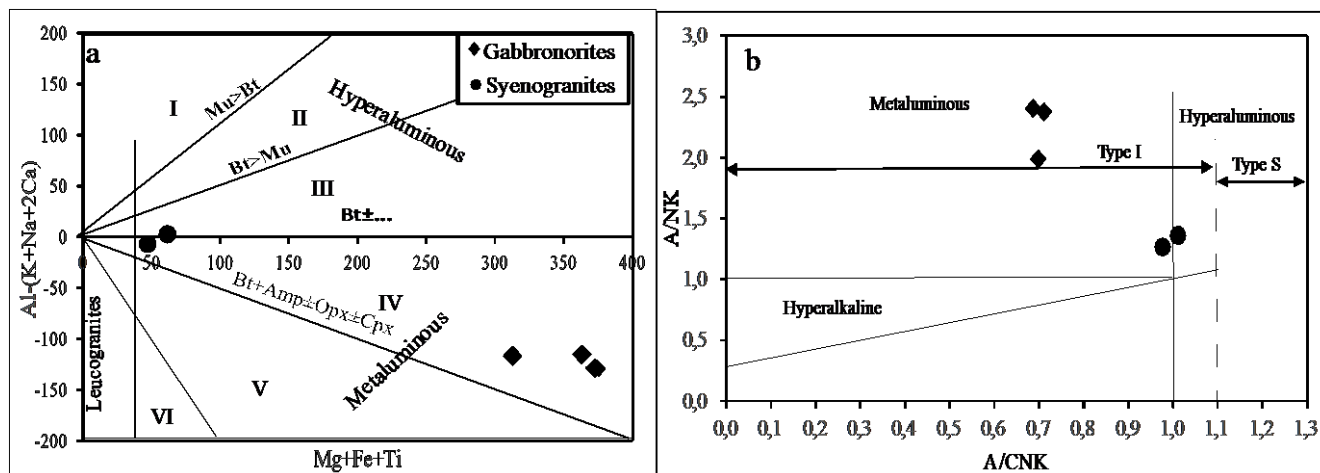 a
Gabbronorites
Syenogranites
Mu>Bt
I
II
Hyperaluminous
Bt>Mu
III
Bt±...
Bt+Amp±Opx±Cpx
IV
Metaluminous
V
VI
Leucogranites
200
150
100
50
0
-50
-100
-150
-200
0 50 100 150 200 250 300 350 400
Al-(K+Na+2Ca)
Mg+Fe+Ti
b
Metaluminous
Hyperaluminous
Type I
Type S
Hyperalkaline
3,0
2,5
2,0
1,5
1,0
0,5
0,0
0,0 0,1 0,2 0,3 0,4 0,5 0,6 0,7 0,8 0,9 1,0 1,1 1,2 1,3
A/NK
A/CNK